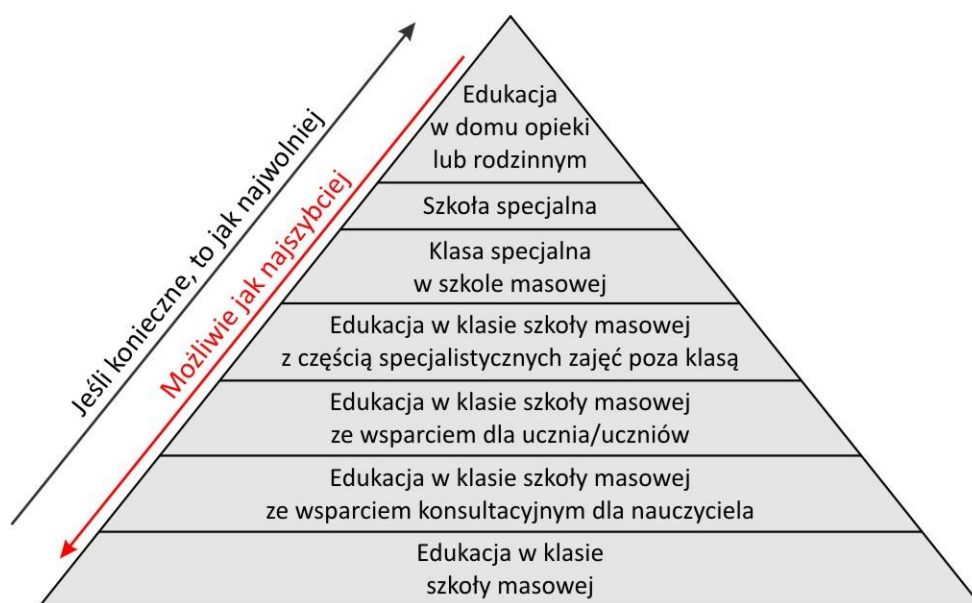 Jeśli konieczne, to jak najwolniej
Możliwie jak najszybciej
Edukacja
w domu opieki
lub rodzinnym
Szkoła specjalna
Klasa specjalna
w szkole masowej
Edukacja w klasie szkoły masowej
z częścią specjalistycznych zajęć poza klasą
Edukacja w klasie szkoły masowej
ze wsparciem dla ucznia/uczniów
Edukacja w klasie szkoły masowej
ze wsparciem konsultacyjnym dla nauczyciela
Edukacja w klasie
szkoły masowej